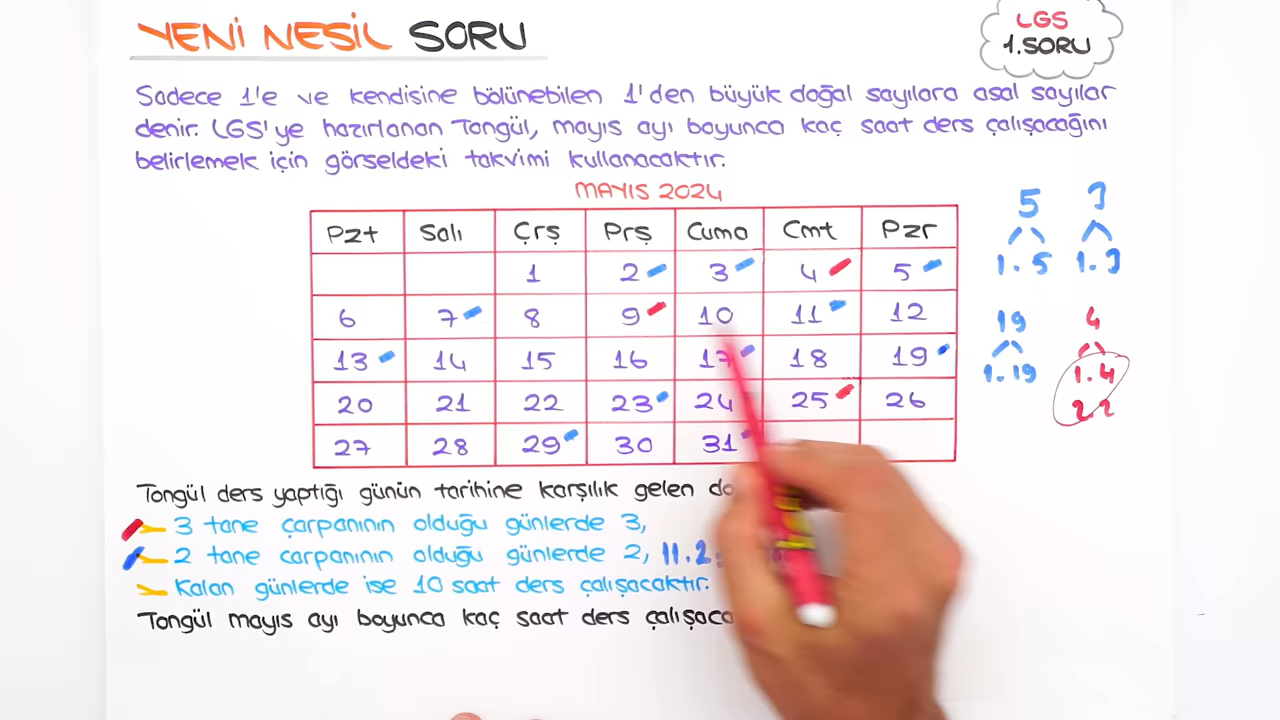 YENİ NESİL SORU
LGS
1.SORU
Sadece 1'e ve kendisine bölünebilen 1'den büyük doğal sayılara asal sayılar
denir. LGS'ye hazırlanan Tongül, mayıs ayı boyunca kaç saat ders çalışacağını
belirlemek için görseldeki takvimi kullanacaktır.
MAYIS 2024
Pzt Salı Çrş Prş Cuma Cmt Pzr
1 2 3 4 5
6 7 8 9 10 11 12
13 14 15 16 17 18 19
20 21 22 23 24 25 26
27 28 29 30 31
5 3
1.5 1.3
19 4
1.19 1.4
2.2
Tongül ders yaptığı günün tarihine karşılık gelen
3 tane çarpanının olduğu günlerde 3,
2 tane çarpanının olduğu günlerde 2, 11.2
Kalan günlerde ise 10 saat ders çalışacaktır.
Tongül mayıs ayı boyunca kaç saat ders